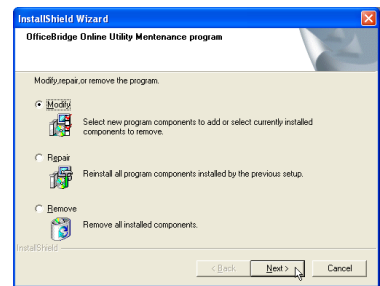 InstallShield Wizard
OfficeBridge Online Utility Mentenance program
Modify,repair,or remove the program.
Modify
Select new program components to add or select currently installed
components to remove.
Repair
Reinstall all program components installed by the previous setup.
Remove
Remove all installed components.
InstallShield
< Back
Next >
Cancel